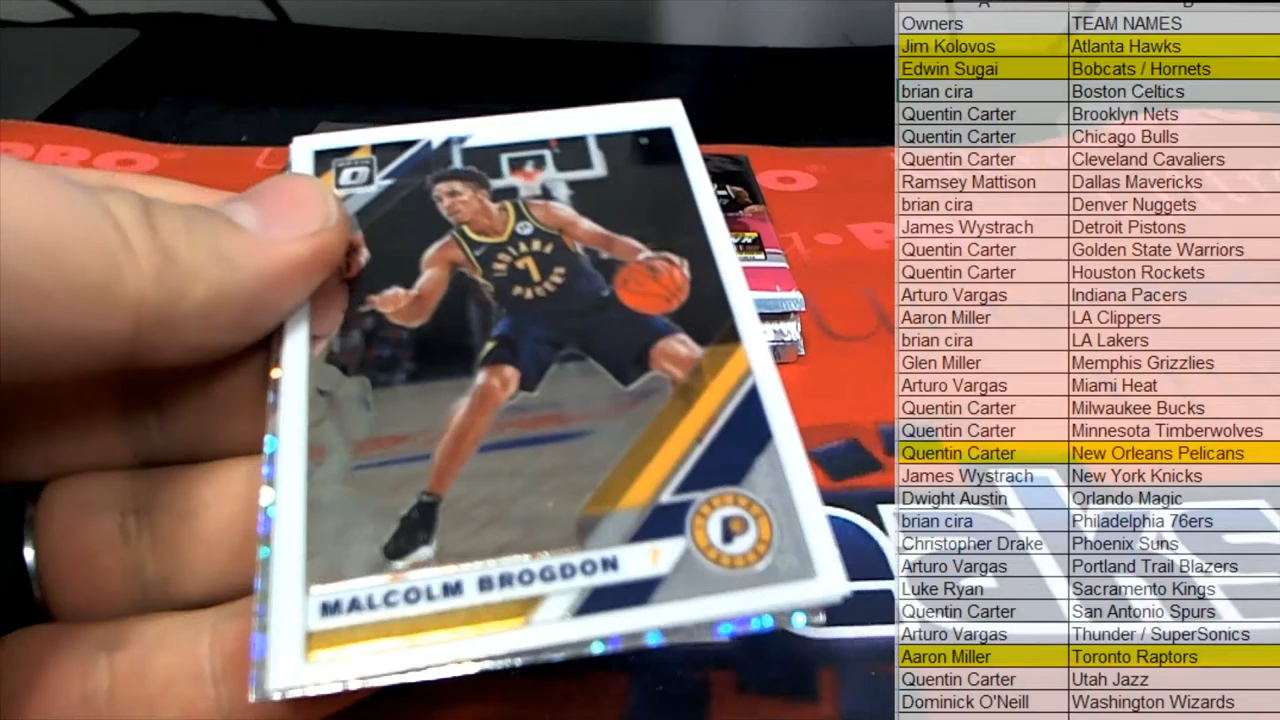 Owners TEAM NAMES
Jim Kolovos Atlanta Hawks
Edwin Sugai Bobcats / Hornets
brian cira Boston Celtics
Quentin Carter Brooklyn Nets
Quentin Carter Chicago Bulls
Quentin Carter Cleveland Cavaliers
Ramsey Mattison Dallas Mavericks
brian cira Denver Nuggets
James Wystrach Detroit Pistons
Quentin Carter Golden State Warriors
Quentin Carter Houston Rockets
Arturo Vargas Indiana Pacers
Aaron Miller LA Clippers
brian cira LA Lakers
Glen Miller Memphis Grizzlies
Arturo Vargas Miami Heat
Quentin Carter Milwaukee Bucks
Quentin Carter Minnesota Timberwolves
Quentin Carter New Orleans Pelicans
James Wystrach New York Knicks
Dwight Austin Orlando Magic
brian cira Philadelphia 76ers
Christopher Drake Phoenix Suns
Arturo Vargas Portland Trail Blazers
Luke Ryan Sacramento Kings
Quentin Carter San Antonio Spurs
Arturo Vargas Thunder / SuperSonics
Aaron Miller Toronto Raptors
Quentin Carter Utah Jazz
Dominick O'Neill Washington Wizards
PRO
INDIANA
7
PACERS
MALCOLM BROGDON